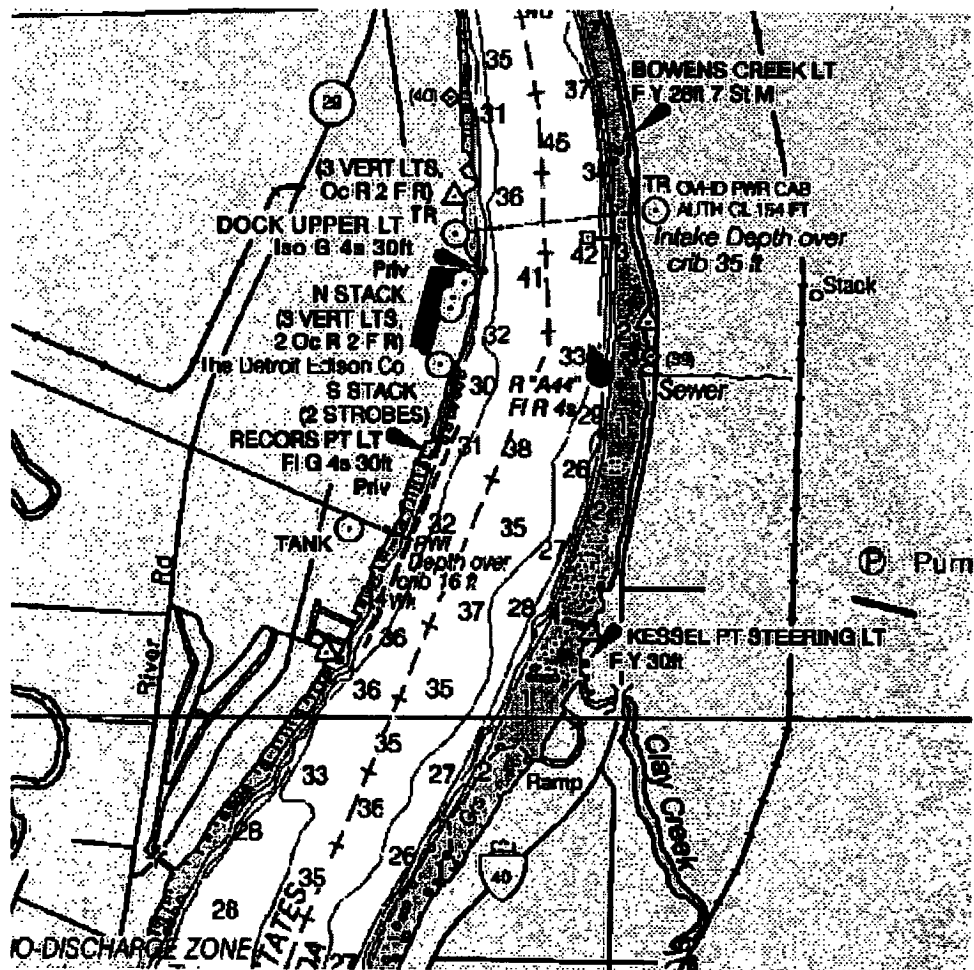 35
37
(40)
31
29
BOWENS CREEK LT
F Y 26ft 7 St M
45
(3 VERT LTS,
Oc R 2 F R)
TR
36
TR OVHD PWR CAB
AUTH CL 154 FT
DOCK UPPER LT
Iso G 4s 30ft
Priv
Intake Depth over
crib 35 ft
42
41
Stack
N STACK
(3 VERT LTS,
2 Oc R 2 F R)
32
The Detroit Edison Co
33
(39)
Sewer
S STACK
(2 STROBES)
30
R "A44"
Fl R 4s
29
RECORS PT LT
Fl G 4s 30ft
Priv
31
38
26
TANK
32
35
27
PWI
Depth over
crib 16 ft
River Rd
37
28
36
KESSEL PT STEERING LT
F Y 30ft
36
35
35
33
27
Ramp
Clay Creek
36
28
26
40
35
28
TATES
27
O-DISCHARGE ZONE
P Pum